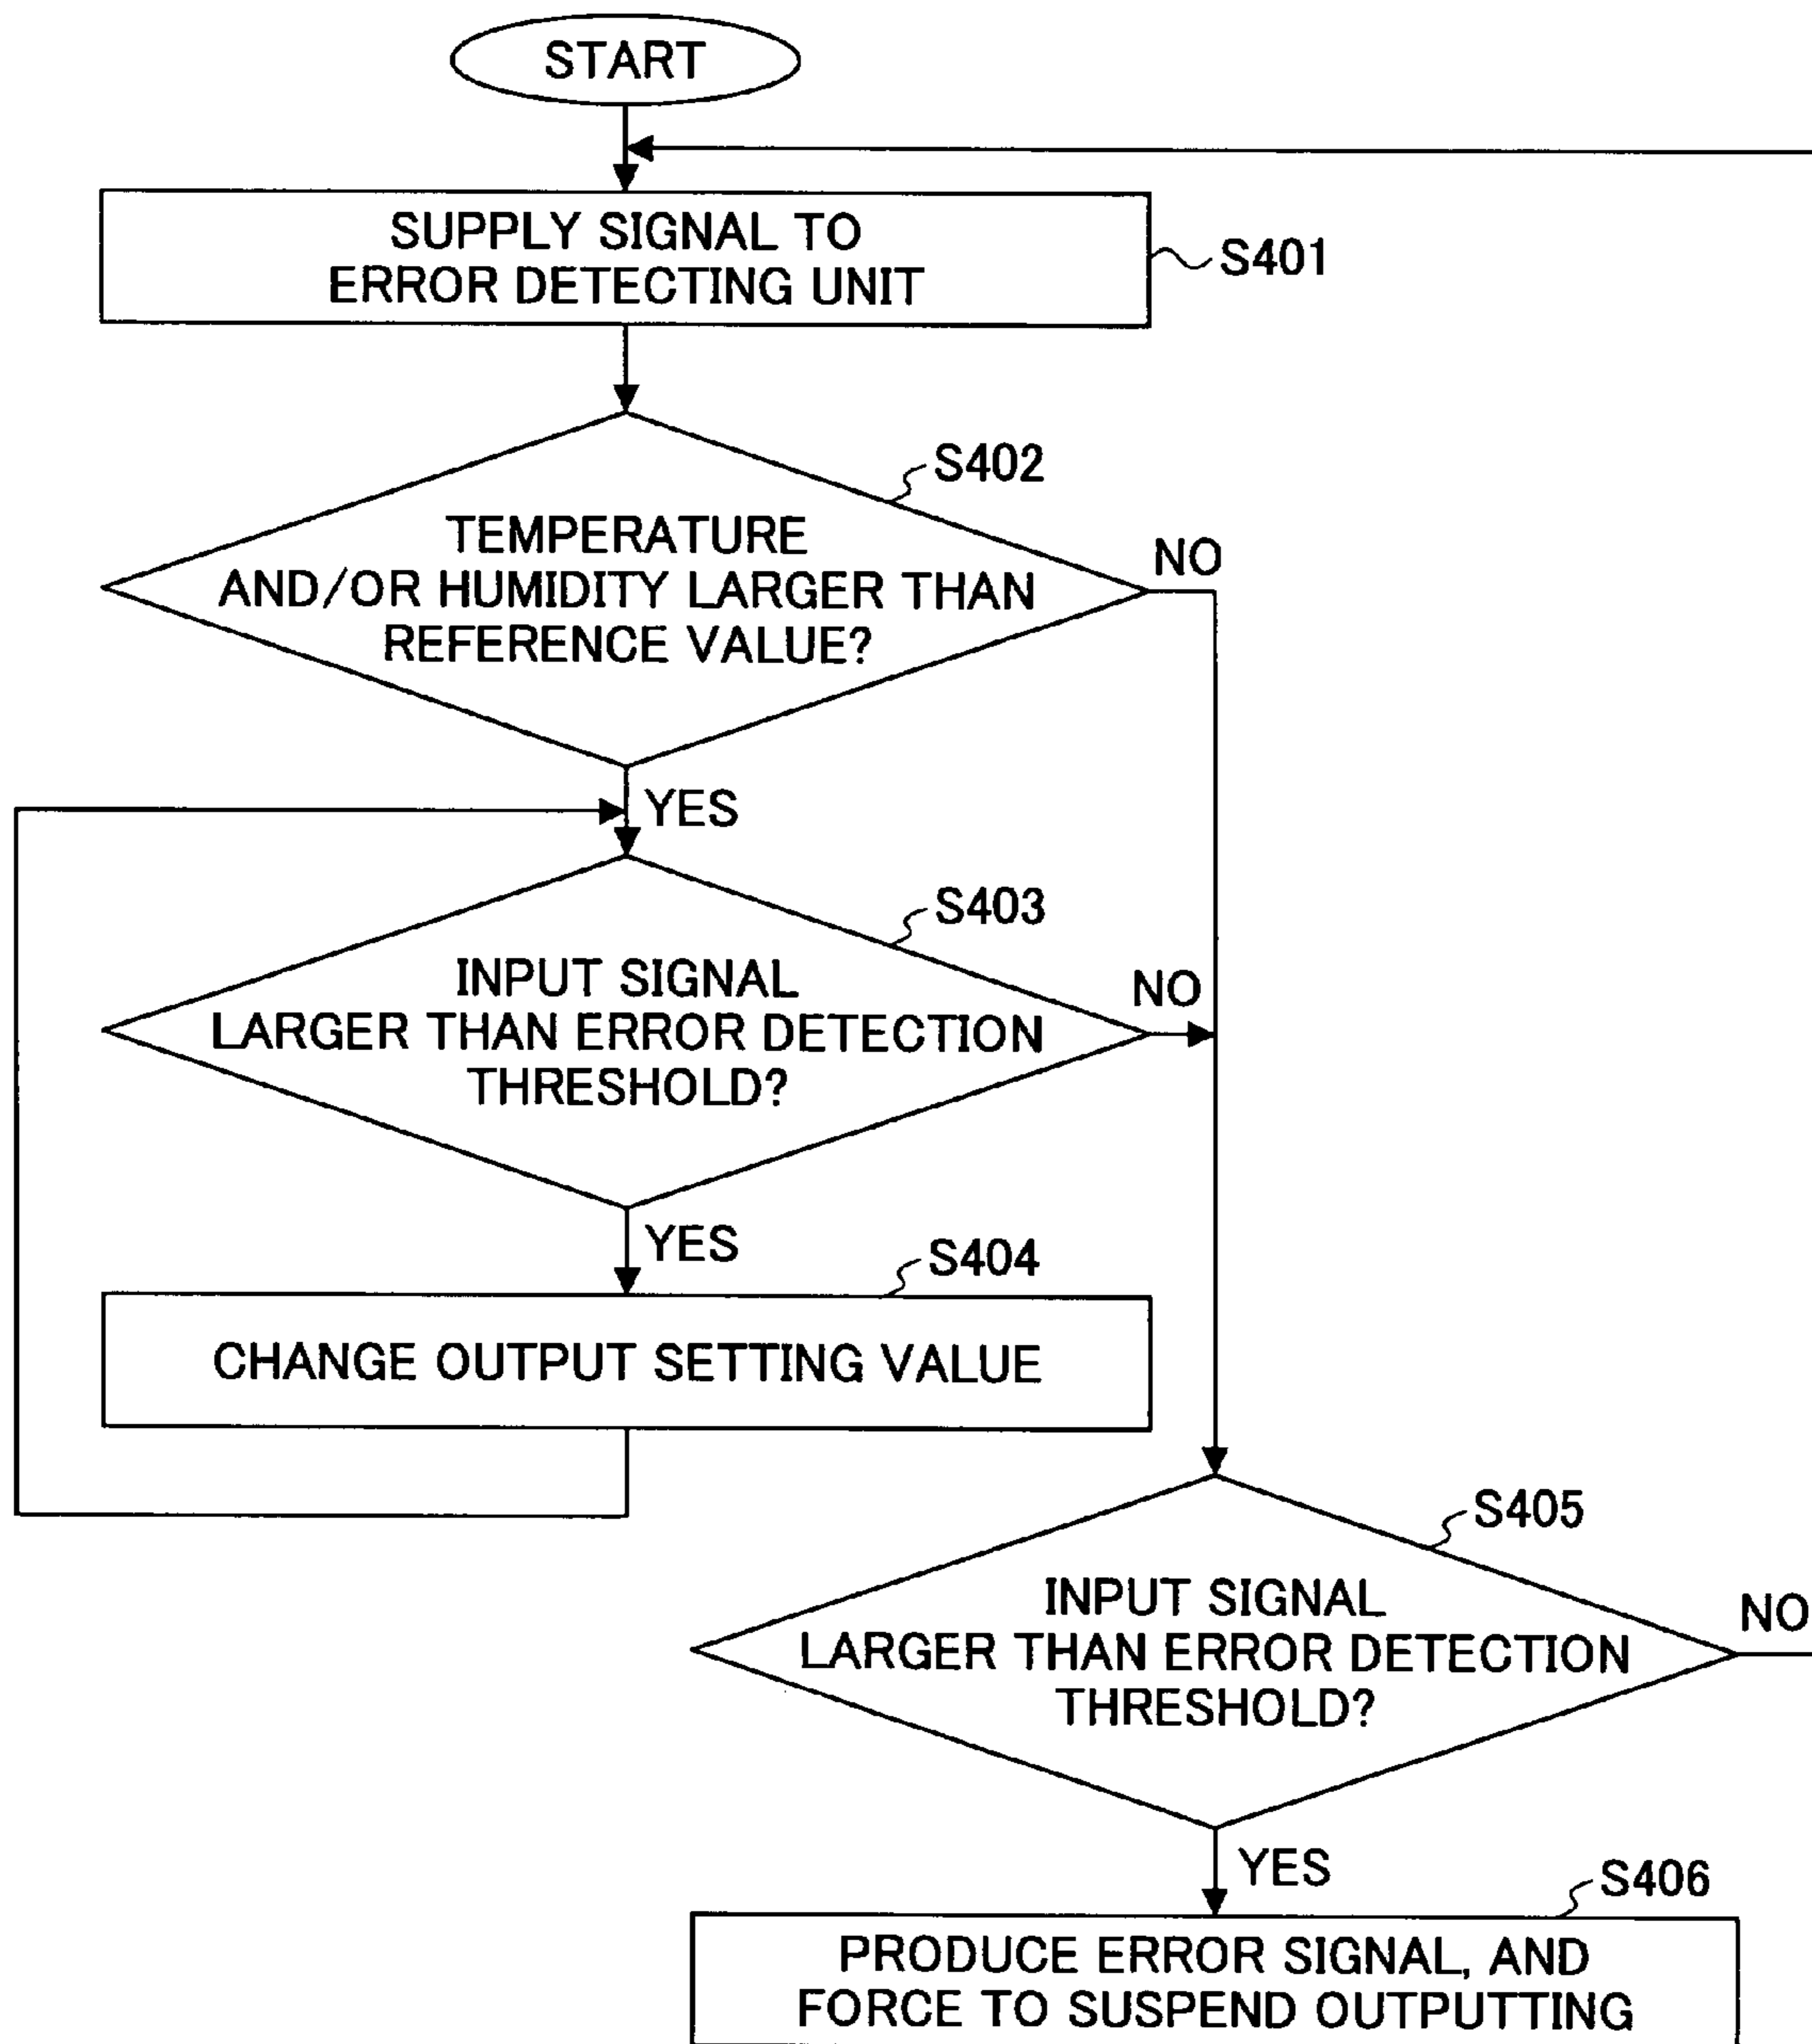 START
SUPPLY SIGNAL TO
ERROR DETECTING UNIT
S401
S402
TEMPERATURE
AND/OR HUMIDITY LARGER THAN
REFERENCE VALUE?
NO
YES
S403
INPUT SIGNAL
LARGER THAN ERROR DETECTION
THRESHOLD?
NO
YES
S404
CHANGE OUTPUT SETTING VALUE
S405
INPUT SIGNAL
LARGER THAN ERROR DETECTION
THRESHOLD?
NO
YES
S406
PRODUCE ERROR SIGNAL, AND
FORCE TO SUSPEND OUTPUTTING